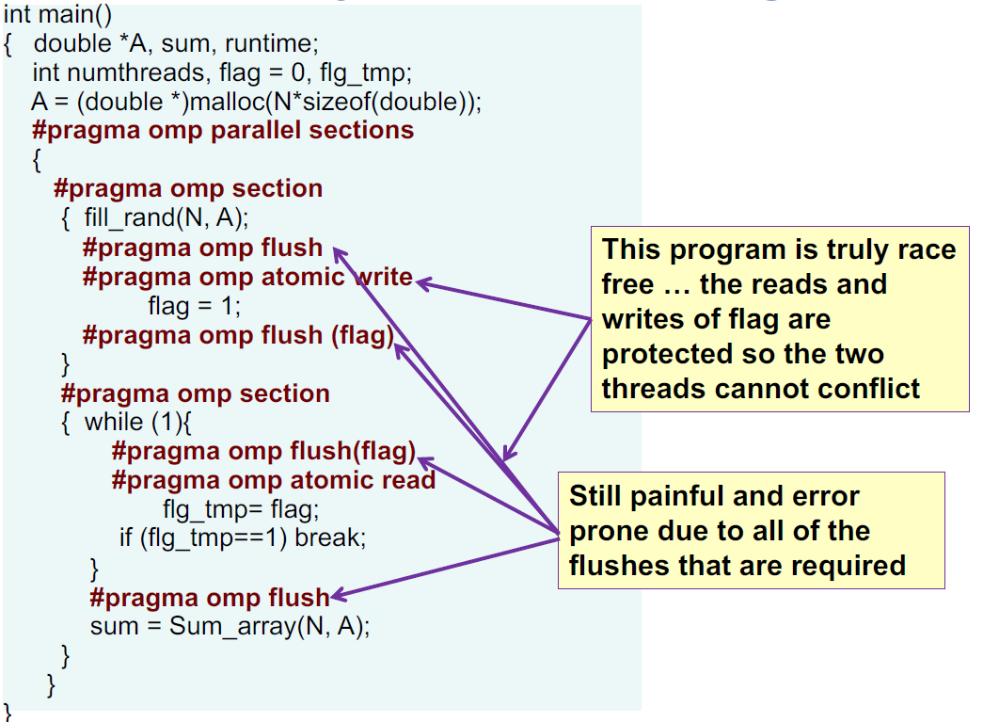 int main()
{ double *A, sum, runtime;
int numthreads, flag = 0, flg_tmp;
A = (double *)malloc(N*sizeof(double));
#pragma omp parallel sections
{
#pragma omp section
{ fill_rand(N, A);
#pragma omp flush
#pragma omp atomic write
flag = 1;
#pragma omp flush (flag)
}
#pragma omp section
{ while (1){
#pragma omp flush(flag)
#pragma omp atomic read
flg_tmp= flag;
if (flg_tmp==1) break;
}
#pragma omp flush
sum = Sum_array(N, A);
}
}
}
This program is truly race
free … the reads and
writes of flag are
protected so the two
threads cannot conflict
Still painful and error
prone due to all of the
flushes that are required